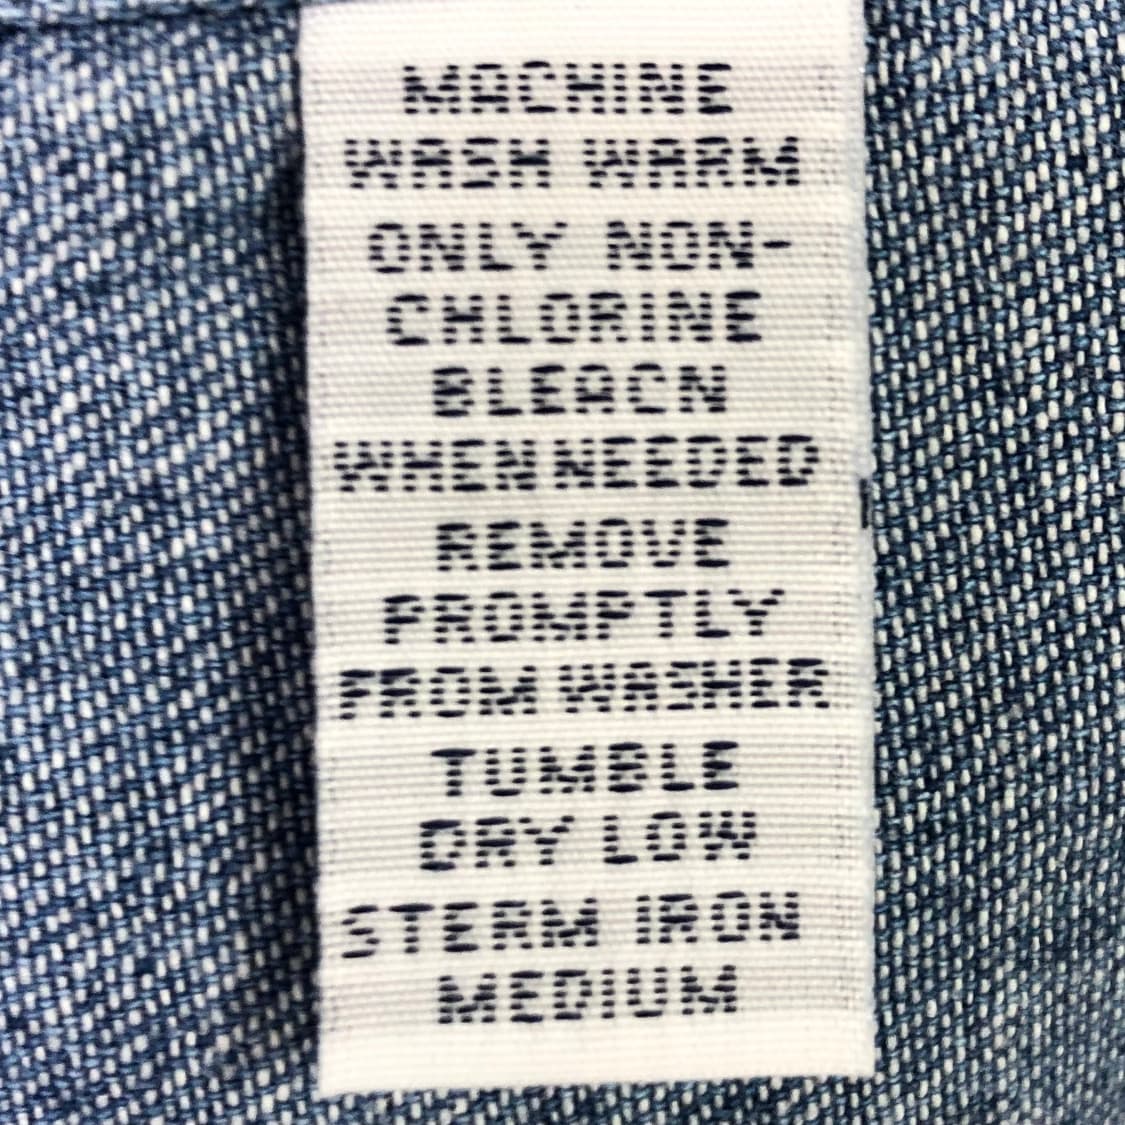 MACHINE
WASH WARM
ONLY NON-
CHLORINE
BLEACN
WHEN NEEDED
REMOVE
PROMPTLY
FROM WASHER
TUMBLE
DRY LOW
STERM IRON
MEDIUM